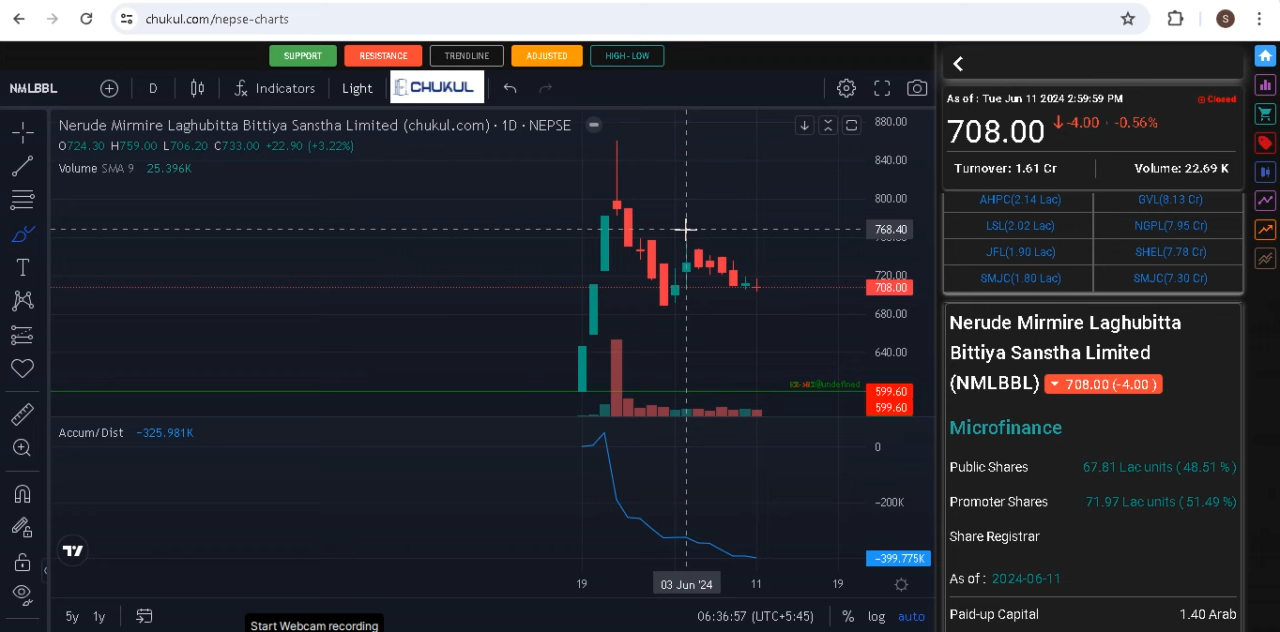 chukul.com/nepse-charts
S
SUPPORT
RESISTANCE
TRENDLINE
ADJUSTED
HIGH-LOW
NMLBBL
D
Indicators
Light
CHUKUL
Nerude Mirmire Laghubitta Bittiya Sanstha Limited (chukul.com) · 1D · NEPSE
O724.30 H759.00 L706.20 C733.00 +22.90 (+3.22%)
Volume SMA 9 25.396K
880.00
840.00
800.00
768.40
720.00
708.00
680.00
640.00
599.60
599.60
Accum/Dist -325.981K
0
-200K
-399.775K
19
03 Jun '24
11
19
5y 1y
06:36:57 (UTC+5:45)
% log auto
Start Webcam recording
As of : Tue Jun 11 2024 2:59:59 PM
Closed
708.00 -4.00 · -0.56%
Turnover: 1.61 Cr
Volume: 22.69 K
AHPC(2.14 Lac) GVL(8.13 Cr)
LSL(2.02 Lac) NGPL(7.95 Cr)
JFL(1.90 Lac) SHEL(7.78 Cr)
SMJC(1.80 Lac) SMJC(7.30 Cr)
Nerude Mirmire Laghubitta
Bittiya Sanstha Limited
(NMLBBL) 708.00 (-4.00 )
Microfinance
Public Shares 67.81 Lac units ( 48.51 % )
Promoter Shares 71.97 Lac units ( 51.49 % )
Share Registrar
As of : 2024-06-11
Paid-up Capital 1.40 Arab